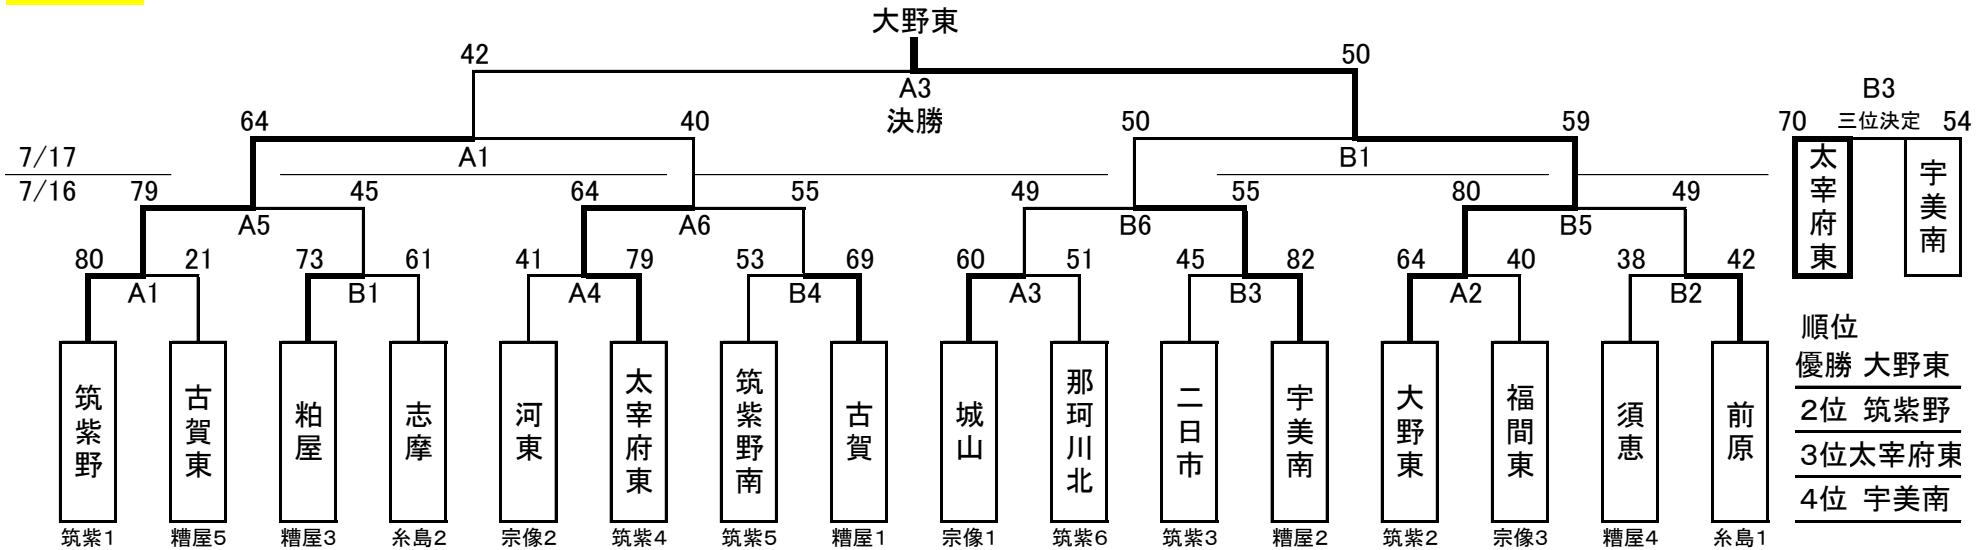 大野東
42 50
A3
決勝
B3
64 40 50 59
70 三位決定 54
A1 B1
太宰府東 宇美南
7/17
7/16
79 45 64 55 49 55 80 49
A5 A6 B6 B5
80 21 73 61 41 79 53 69 60 51 45 82 64 40 38 42
A1 B1 A4 B4 A3 B3 A2 B2
筑紫野 古賀東 粕屋 志摩 河東 太宰府東 筑紫野南 古賀 城山 那珂川北 二日市 宇美南 大野東 福間東 須恵 前原
筑紫1 糟屋5 糟屋3 糸島2 宗像2 筑紫4 筑紫5 糟屋1 宗像1 筑紫6 筑紫3 糟屋2 筑紫2 宗像3 糟屋4 糸島1
順位
優勝 大野東
2位 筑紫野
3位太宰府東
4位 宇美南